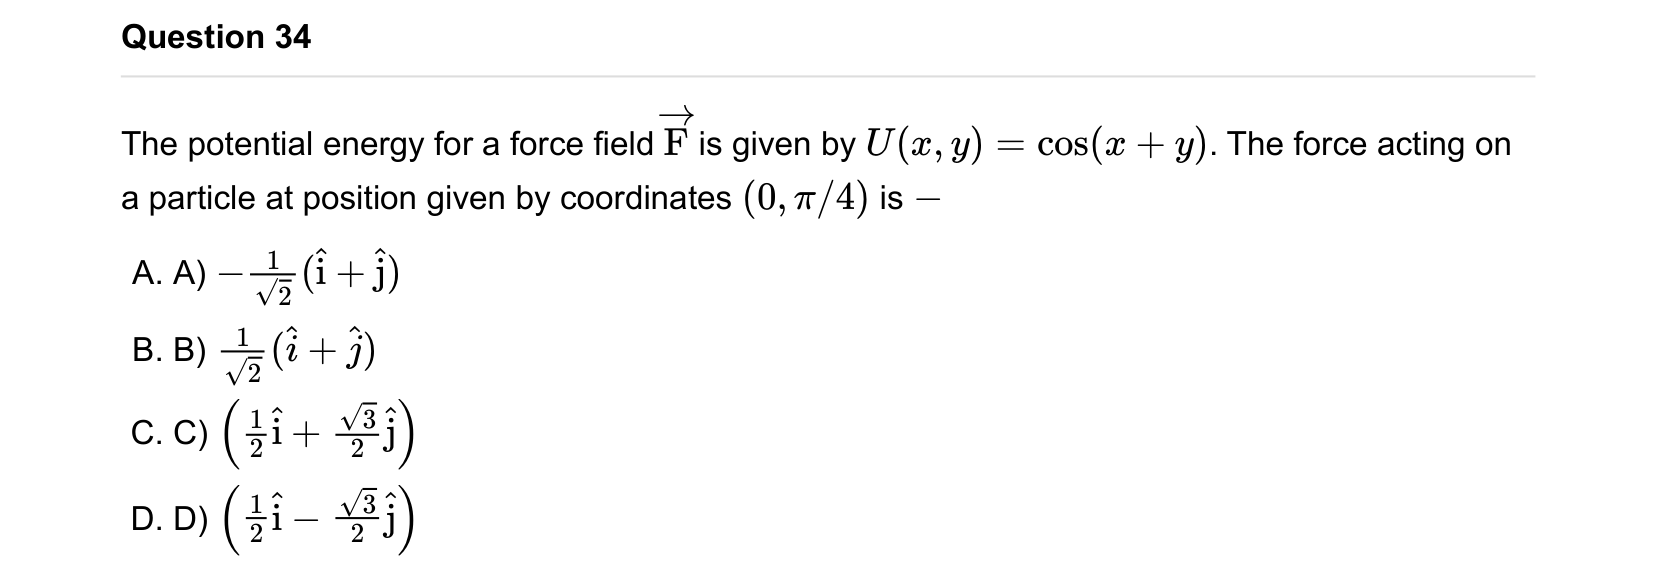 Question 34
The potential energy for a force field $\overrightarrow{\mathrm{F}}$ is given by $U(x, y) = \cos(x + y)$. The force acting on
a particle at position given by coordinates $(0, \pi/4)$ is –
A. A) $-\frac{1}{\sqrt{2}}(\hat{\mathrm{i}} + \hat{\mathrm{j}})$
B. B) $\frac{1}{\sqrt{2}}(\hat{i} + \hat{j})$
C. C) $\left(\frac{1}{2}\hat{\mathrm{i}} + \frac{\sqrt{3}}{2}\hat{\mathrm{j}}\right)$
D. D) $\left(\frac{1}{2}\hat{\mathrm{i}} - \frac{\sqrt{3}}{2}\hat{\mathrm{j}}\right)$